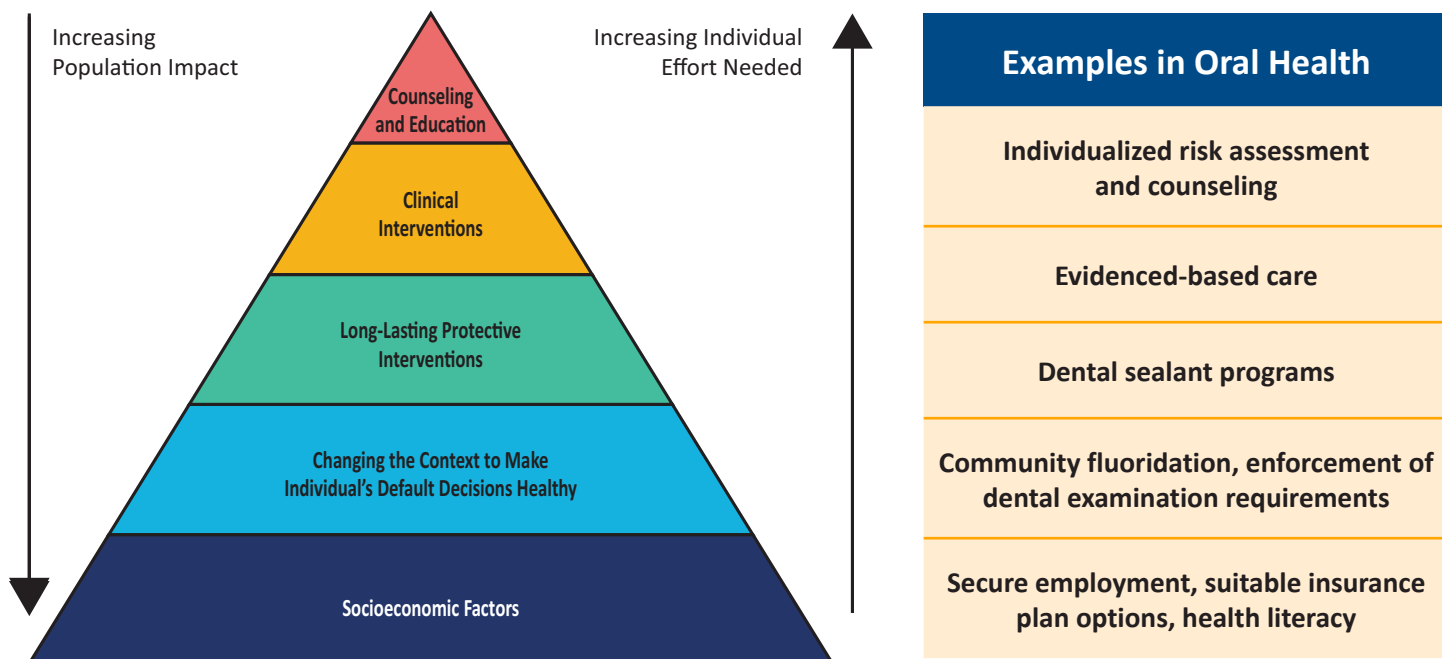 Increasing
Population Impact
Increasing Individual
Effort Needed
Counseling
and Education
Clinical
Interventions
Long-Lasting Protective
Interventions
Changing the Context to Make
Individual’s Default Decisions Healthy
Socioeconomic Factors
Examples in Oral Health
Individualized risk assessment
and counseling
Evidenced-based care
Dental sealant programs
Community fluoridation, enforcement of
dental examination requirements
Secure employment, suitable insurance
plan options, health literacy